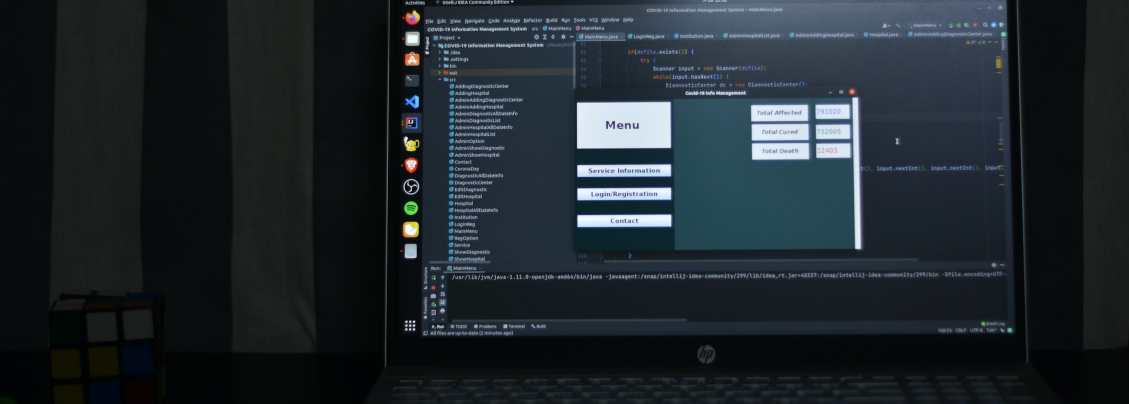 Activities
IntelliJ IDEA Community Edition
COVID-19 Information Management System - MainMenu.java
File Edit View Navigate Code Analyze Refactor Build Run Tools VCS Window Help
COVID-19 Information Management System src MainMenu MainMenu
MainMenu
Project
MainMenu.java LoginReg.java Institution.java AdminHospitalList.java AdminAddingHospital.java Hospital.java AdminAddingDiagnosticCenter.java
COVID-19 Information Management System
.idea
.settings
bin
out
src
AddingDiagnosticCenter
AddingHospital
AdminAddingDiagnosticCenter
AdminAddingHospital
AdminDiagnosticAllDateInfo
AdminDiagnosticList
AdminHospitalAllDateInfo
AdminHospitalList
AdminOption
AdminShowDiagnostic
AdminShowHospital
Contact
CoronaDay
DiagnosticAllDateInfo
DiagnosticCenter
EditDiagnostic
EditHospital
Hospital
HospitalAllDateInfo
Institution
LoginReg
MainMenu
RegOption
Service
ShowDiagnostic
ShowHospital
if(dcfile.exists()) {
try {
Scanner input = new Scanner(dcfile);
while(input.hasNext()) {
DiagnosticCenter dc = new DiagnosticCenter();
Covid-19 Info Management
Menu
Service Information
Login/Registration
Contact
Total Affected 791020
Total Cured 732005
Total Death 12403
input.nextInt(), input.nextInt(), input
}
Run: MainMenu
/usr/lib/jvm/java-1.11.0-openjdk-amd64/bin/java -javaagent:/snap/intellij-idea-community/299/lib/idea_rt.jar=40337:/snap/intellij-idea-community/299/bin -Dfile.encoding=UTF-
Run TODO Problems Terminal Build
Event Log
All files are up-to-date (2 minutes ago)
CRLF UTF-8
hp